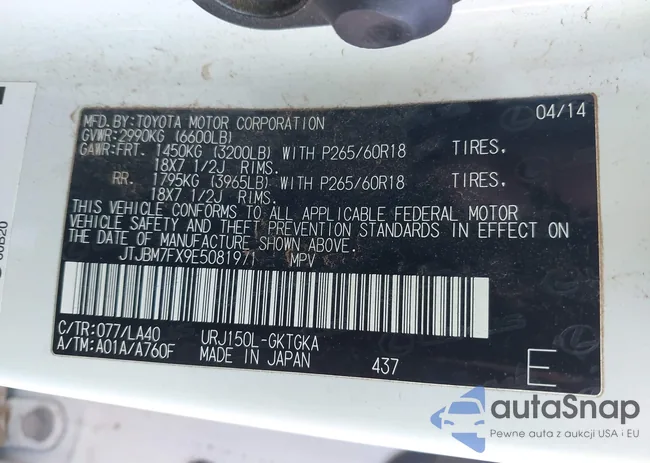 MFD.BY:TOYOTA MOTOR CORPORATION 04/14
GVWR:2990KG (6600LB)
GAWR:FRT. 1450KG (3200LB) WITH P265/60R18 TIRES.
18X7 1/2J RIMS.
RR. 1795KG (3965LB) WITH P265/60R18 TIRES.
18X7 1/2J RIMS.
THIS VEHICLE CONFORMS TO ALL APPLICABLE FEDERAL MOTOR
VEHICLE SAFETY AND THEFT PREVENTION STANDARDS IN EFFECT ON
THE DATE OF MANUFACTURE SHOWN ABOVE.
JTJBM7FX9E5081971 MPV
C/TR:077/LA40 URJ150L-GKTGKA
A/TM:A01A/A760F MADE IN JAPAN 437 E
60B20
autaSnap
Pewne auta z aukcji USA i EU